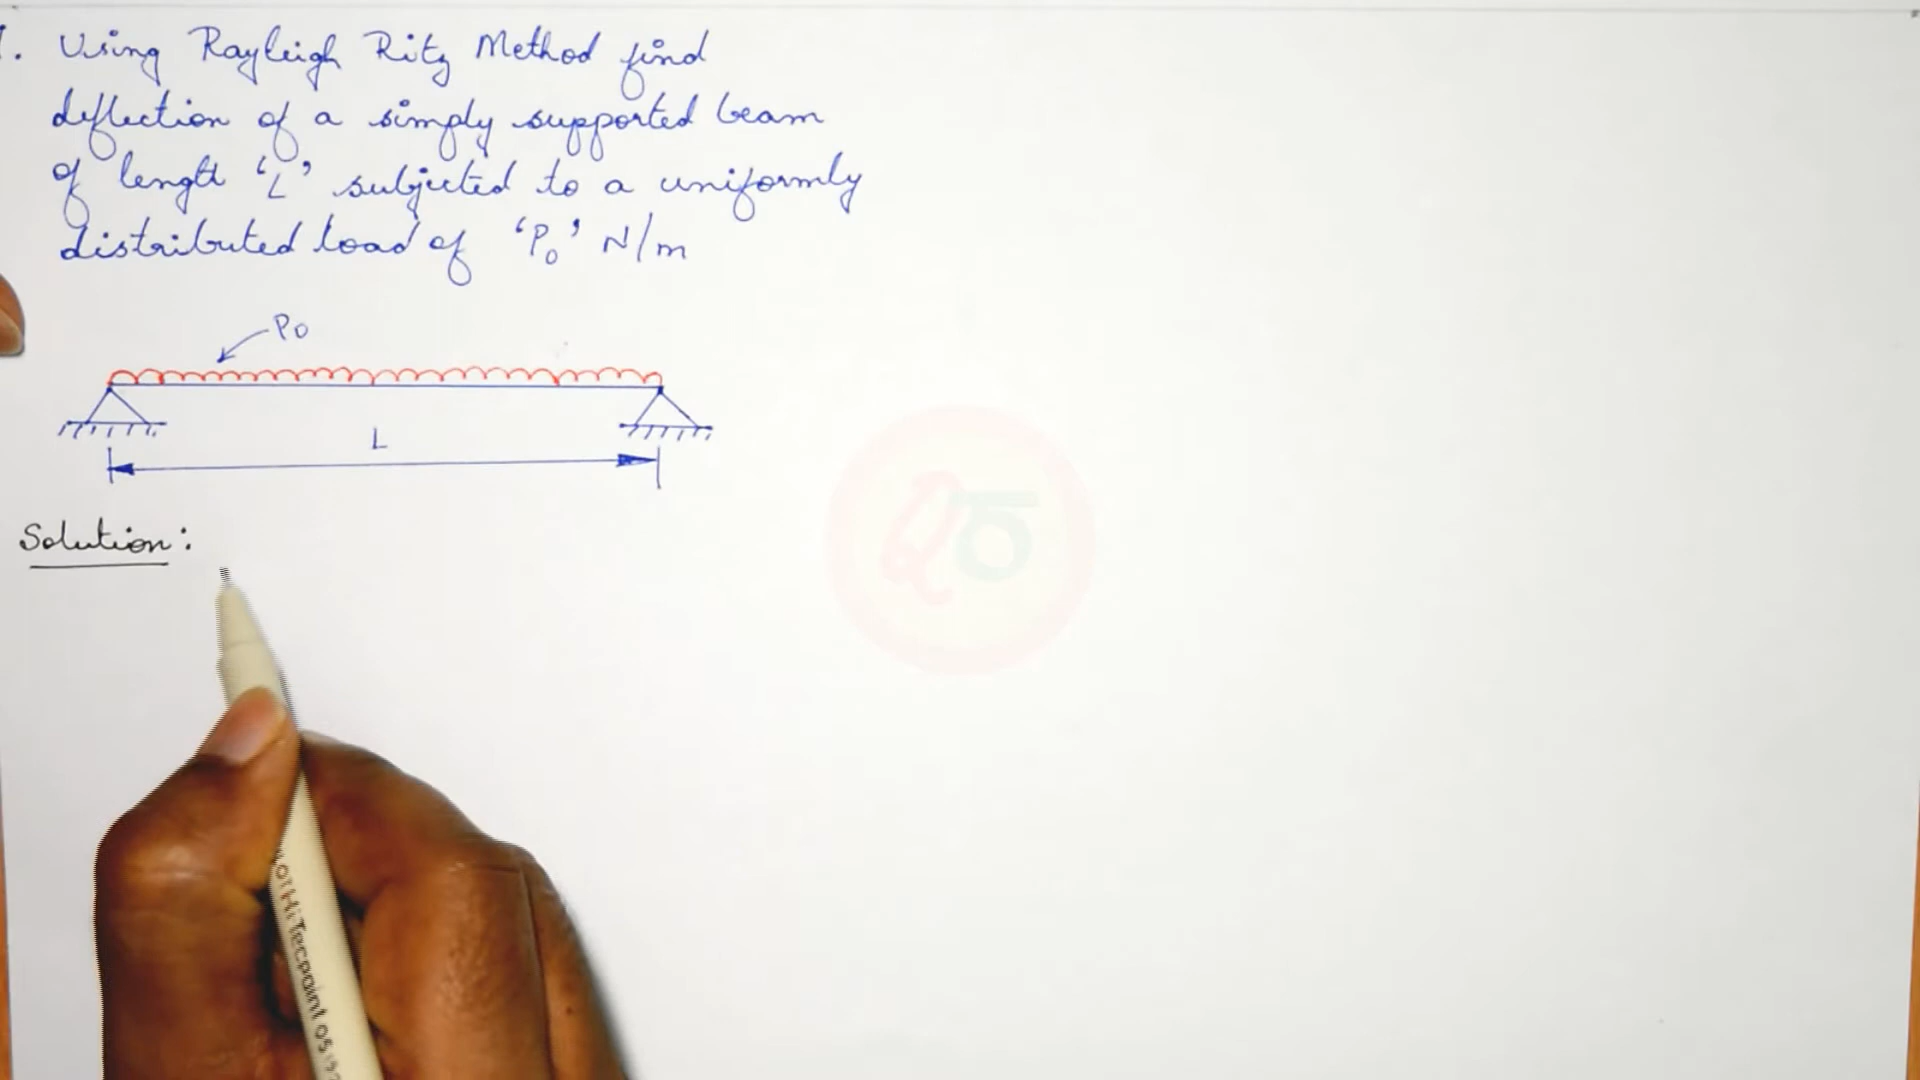 1. Using Rayleigh Ritz Method find
deflection of a simply supported beam
of length 'L' subjected to a uniformly
distributed load of 'P₀' N/m
P₀
L
Solution: